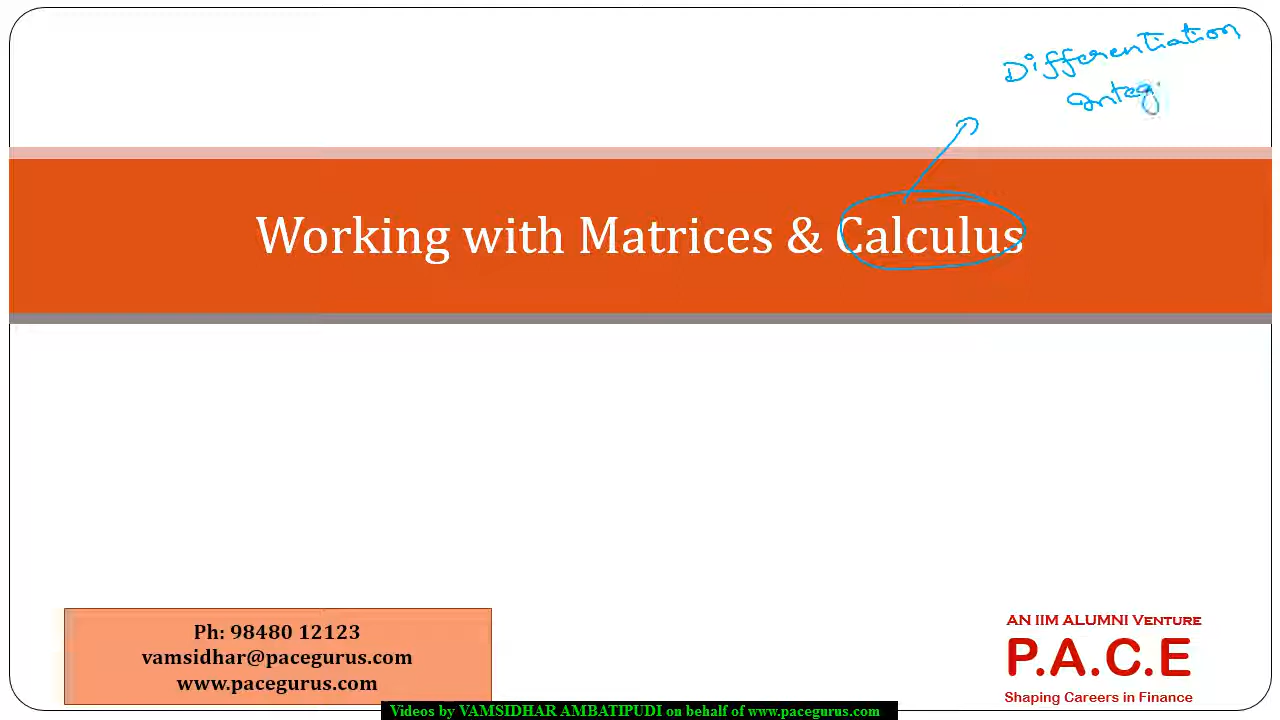 Differentiation
Integ
Working with Matrices & Calculus
Ph: 98480 12123
vamsidhar@pacegurus.com
www.pacegurus.com
AN IIM ALUMNI VENTURE
P.A.C.E
Shaping Careers in Finance
Videos by VAMSIDHAR AMBATIPUDI on behalf of www.pacegurus.com